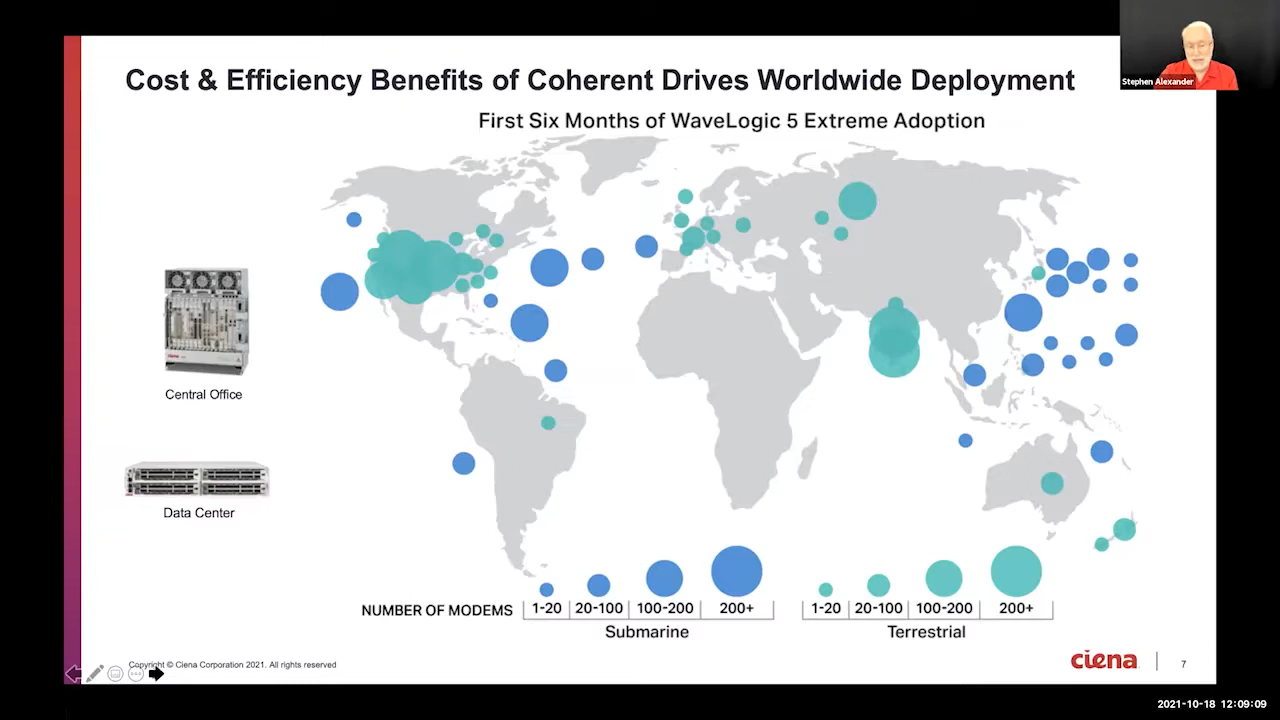 Stephen Alexander
Cost & Efficiency Benefits of Coherent Drives Worldwide Deployment
First Six Months of WaveLogic 5 Extreme Adoption
Central Office
Data Center
NUMBER OF MODEMS 1-20 20-100 100-200 200+ 1-20 20-100 100-200 200+
Submarine Terrestrial
Copyright © Ciena Corporation 2021. All rights reserved
ciena 7
2021-10-18 12:09:09